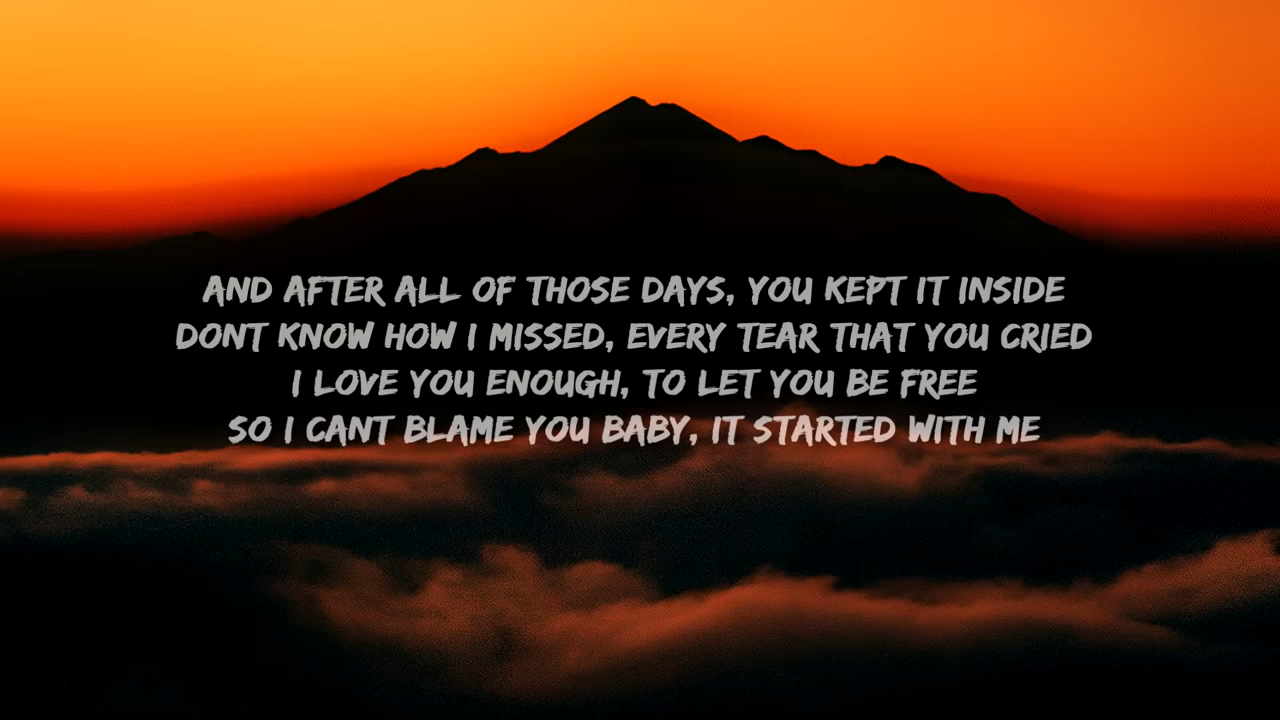 AND AFTER ALL OF THOSE DAYS, YOU KEPT IT INSIDE
DONT KNOW HOW I MISSED, EVERY TEAR THAT YOU CRIED
I LOVE YOU ENOUGH, TO LET YOU BE FREE
SO I CANT BLAME YOU BABY, IT STARTED WITH ME